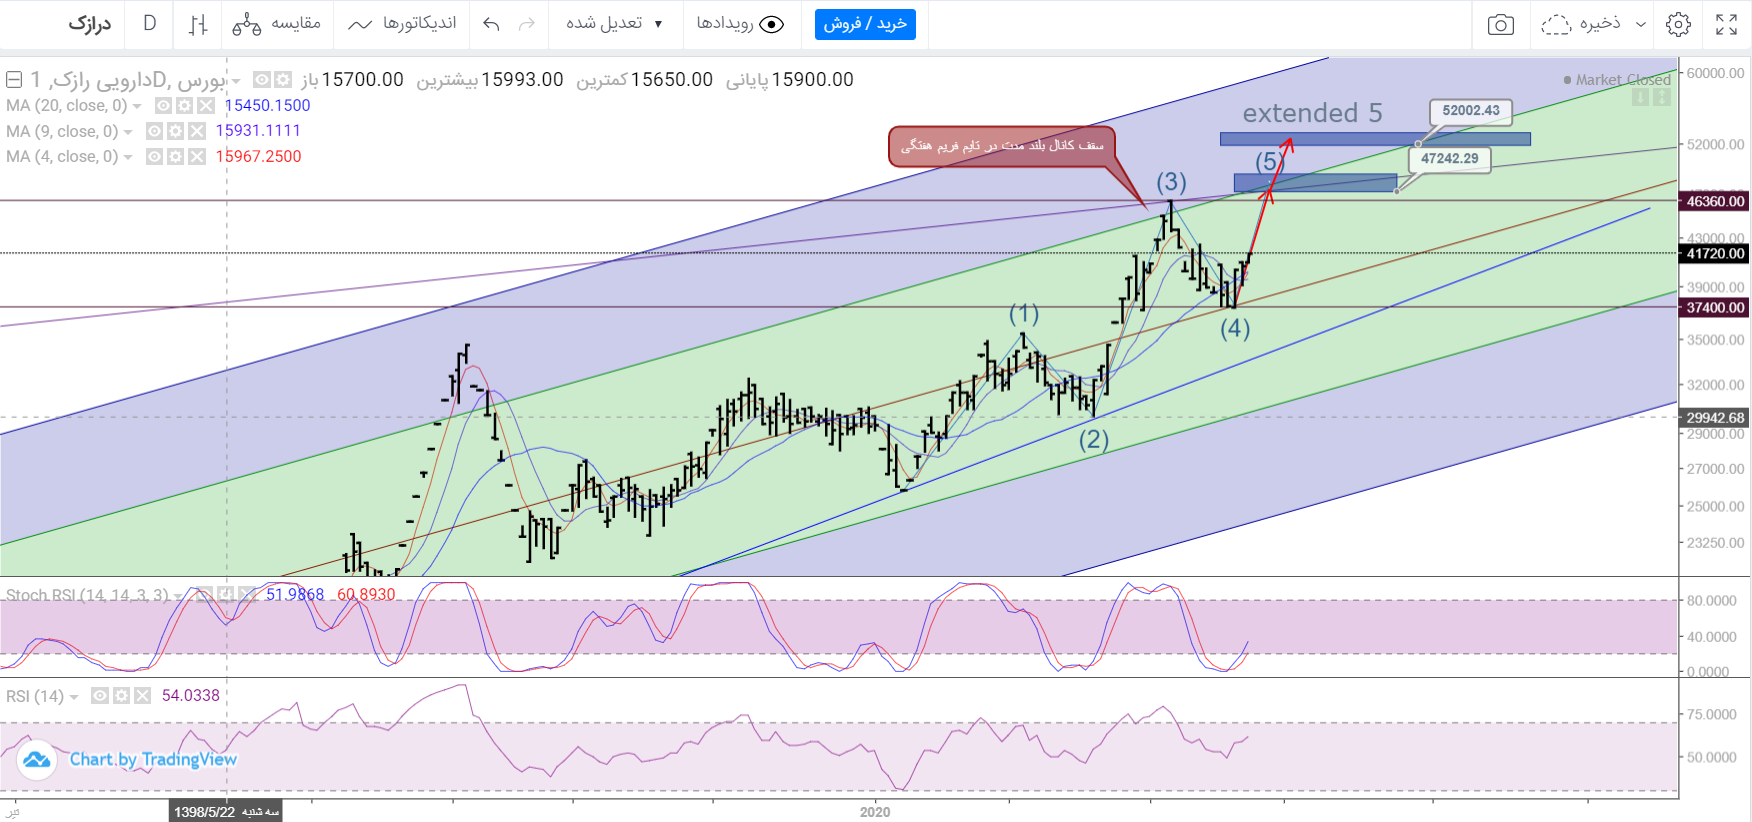 درازک D مقایسه اندیکاتورها تعدیل شده ▼ رویدادها خرید / فروش ذخیره
دارویی رازک, 1D, بورس باز 15700.00 بیشترین 15993.00 کمترین 15650.00 پایانی 15900.00
Market Closed
MA (20, close, 0) 15450.1500
MA (9, close, 0) 15931.1111
MA (4, close, 0) 15967.2500
extended 5
52002.43
47242.29
سقف کانال بلند مدت در تایم فریم هفتگی
(1)
(2)
(3)
(4)
(5)
60000.00
52000.00
46360.00
43000.00
41720.00
39000.00
37400.00
35000.00
32000.00
29942.68
29000.00
27000.00
25000.00
23250.00
Stoch RSI (14, 14, 3, 3) 51.9868 60.8930
80.0000
40.0000
0.0000
RSI (14) 54.0338
75.0000
50.0000
Chart by TradingView
تیر
سه شنبه 1398/5/22
2020